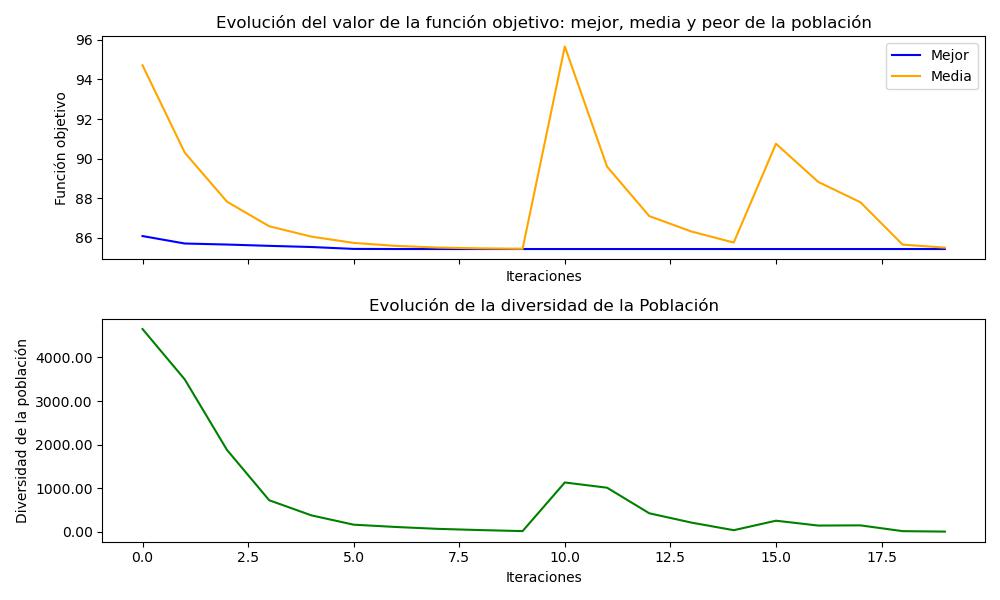 Evolución del valor de la función objetivo: mejor, media y peor de la población
96
94
92
90
88
86
Función objetivo
Mejor
Media
Iteraciones
Evolución de la diversidad de la Población
4000.00
3000.00
2000.00
1000.00
0.00
Diversidad de la población
0.0 2.5 5.0 7.5 10.0 12.5 15.0 17.5
Iteraciones